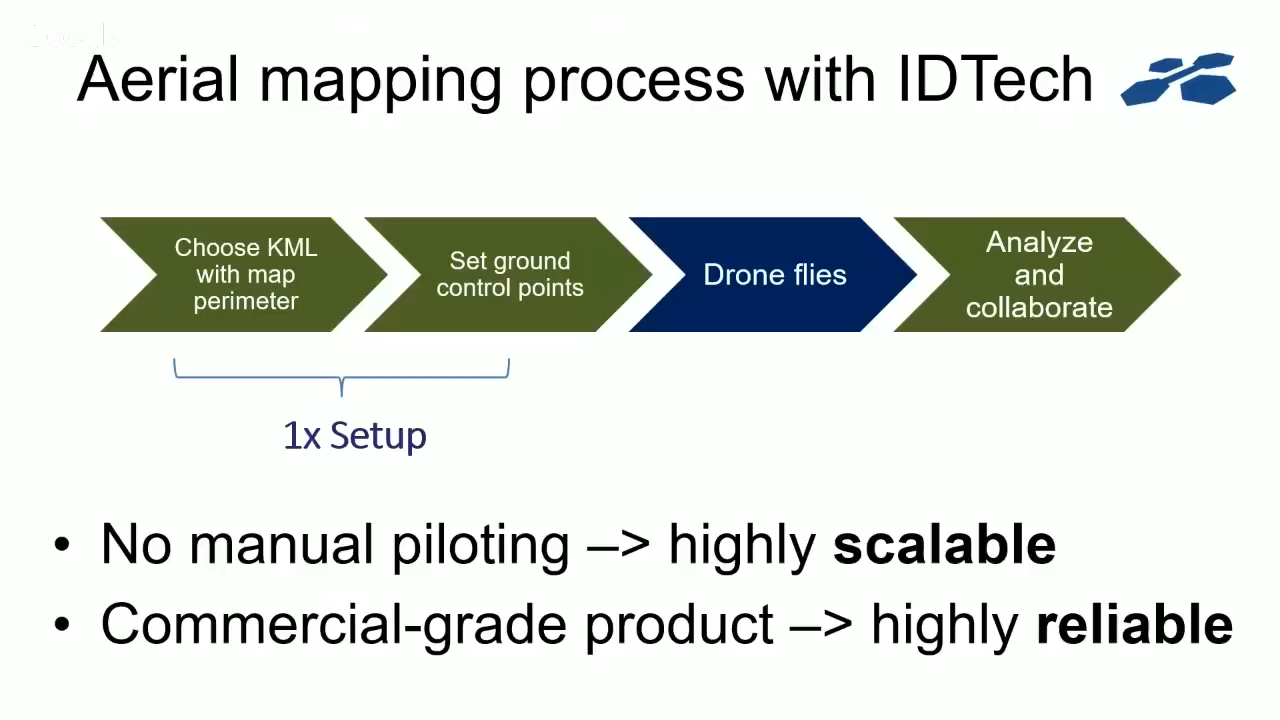 Google
Aerial mapping process with IDTech
Choose KML
with map
perimeter
Set ground
control points
Drone flies
Analyze
and
collaborate
1x Setup
• No manual piloting –> highly scalable
• Commercial-grade product –> highly reliable